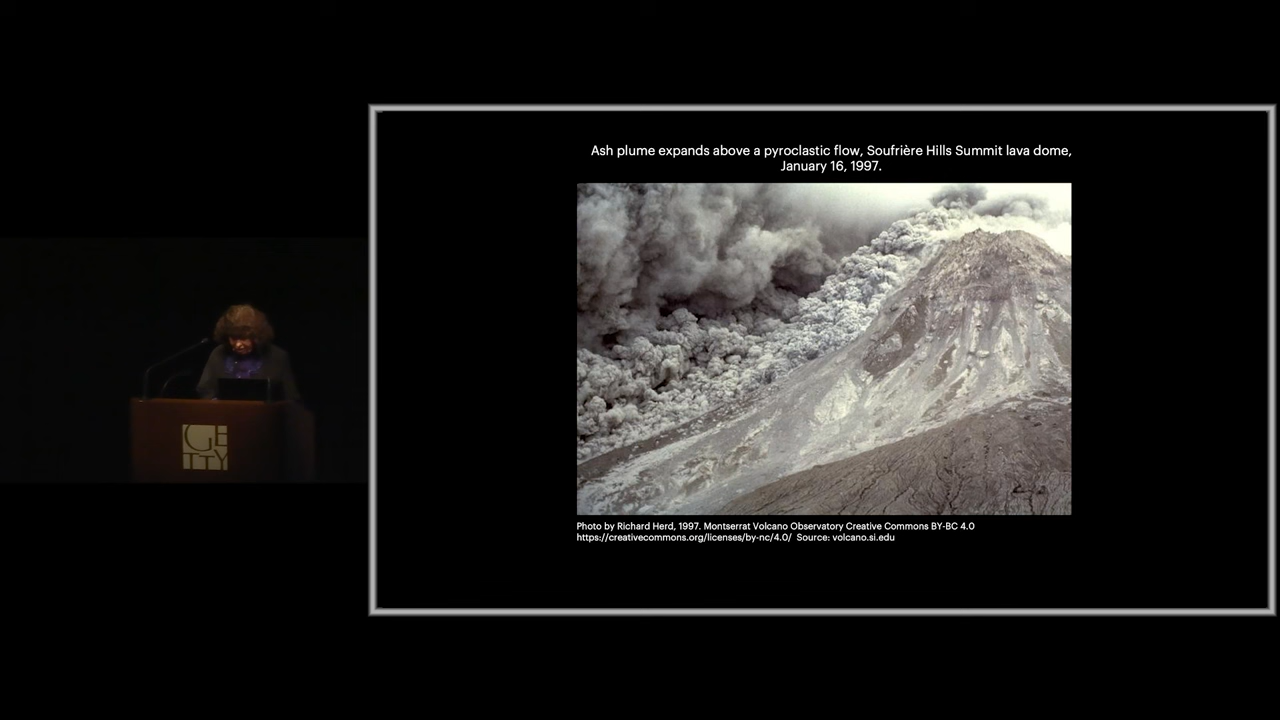 Ash plume expands above a pyroclastic flow, Soufrière Hills Summit lava dome,
January 16, 1997.
Photo by Richard Herd, 1997. Montserrat Volcano Observatory Creative Commons BY-BC 4.0
https://creativecommons.org/licenses/by-nc/4.0/ Source: volcano.si.edu
GE
TTY